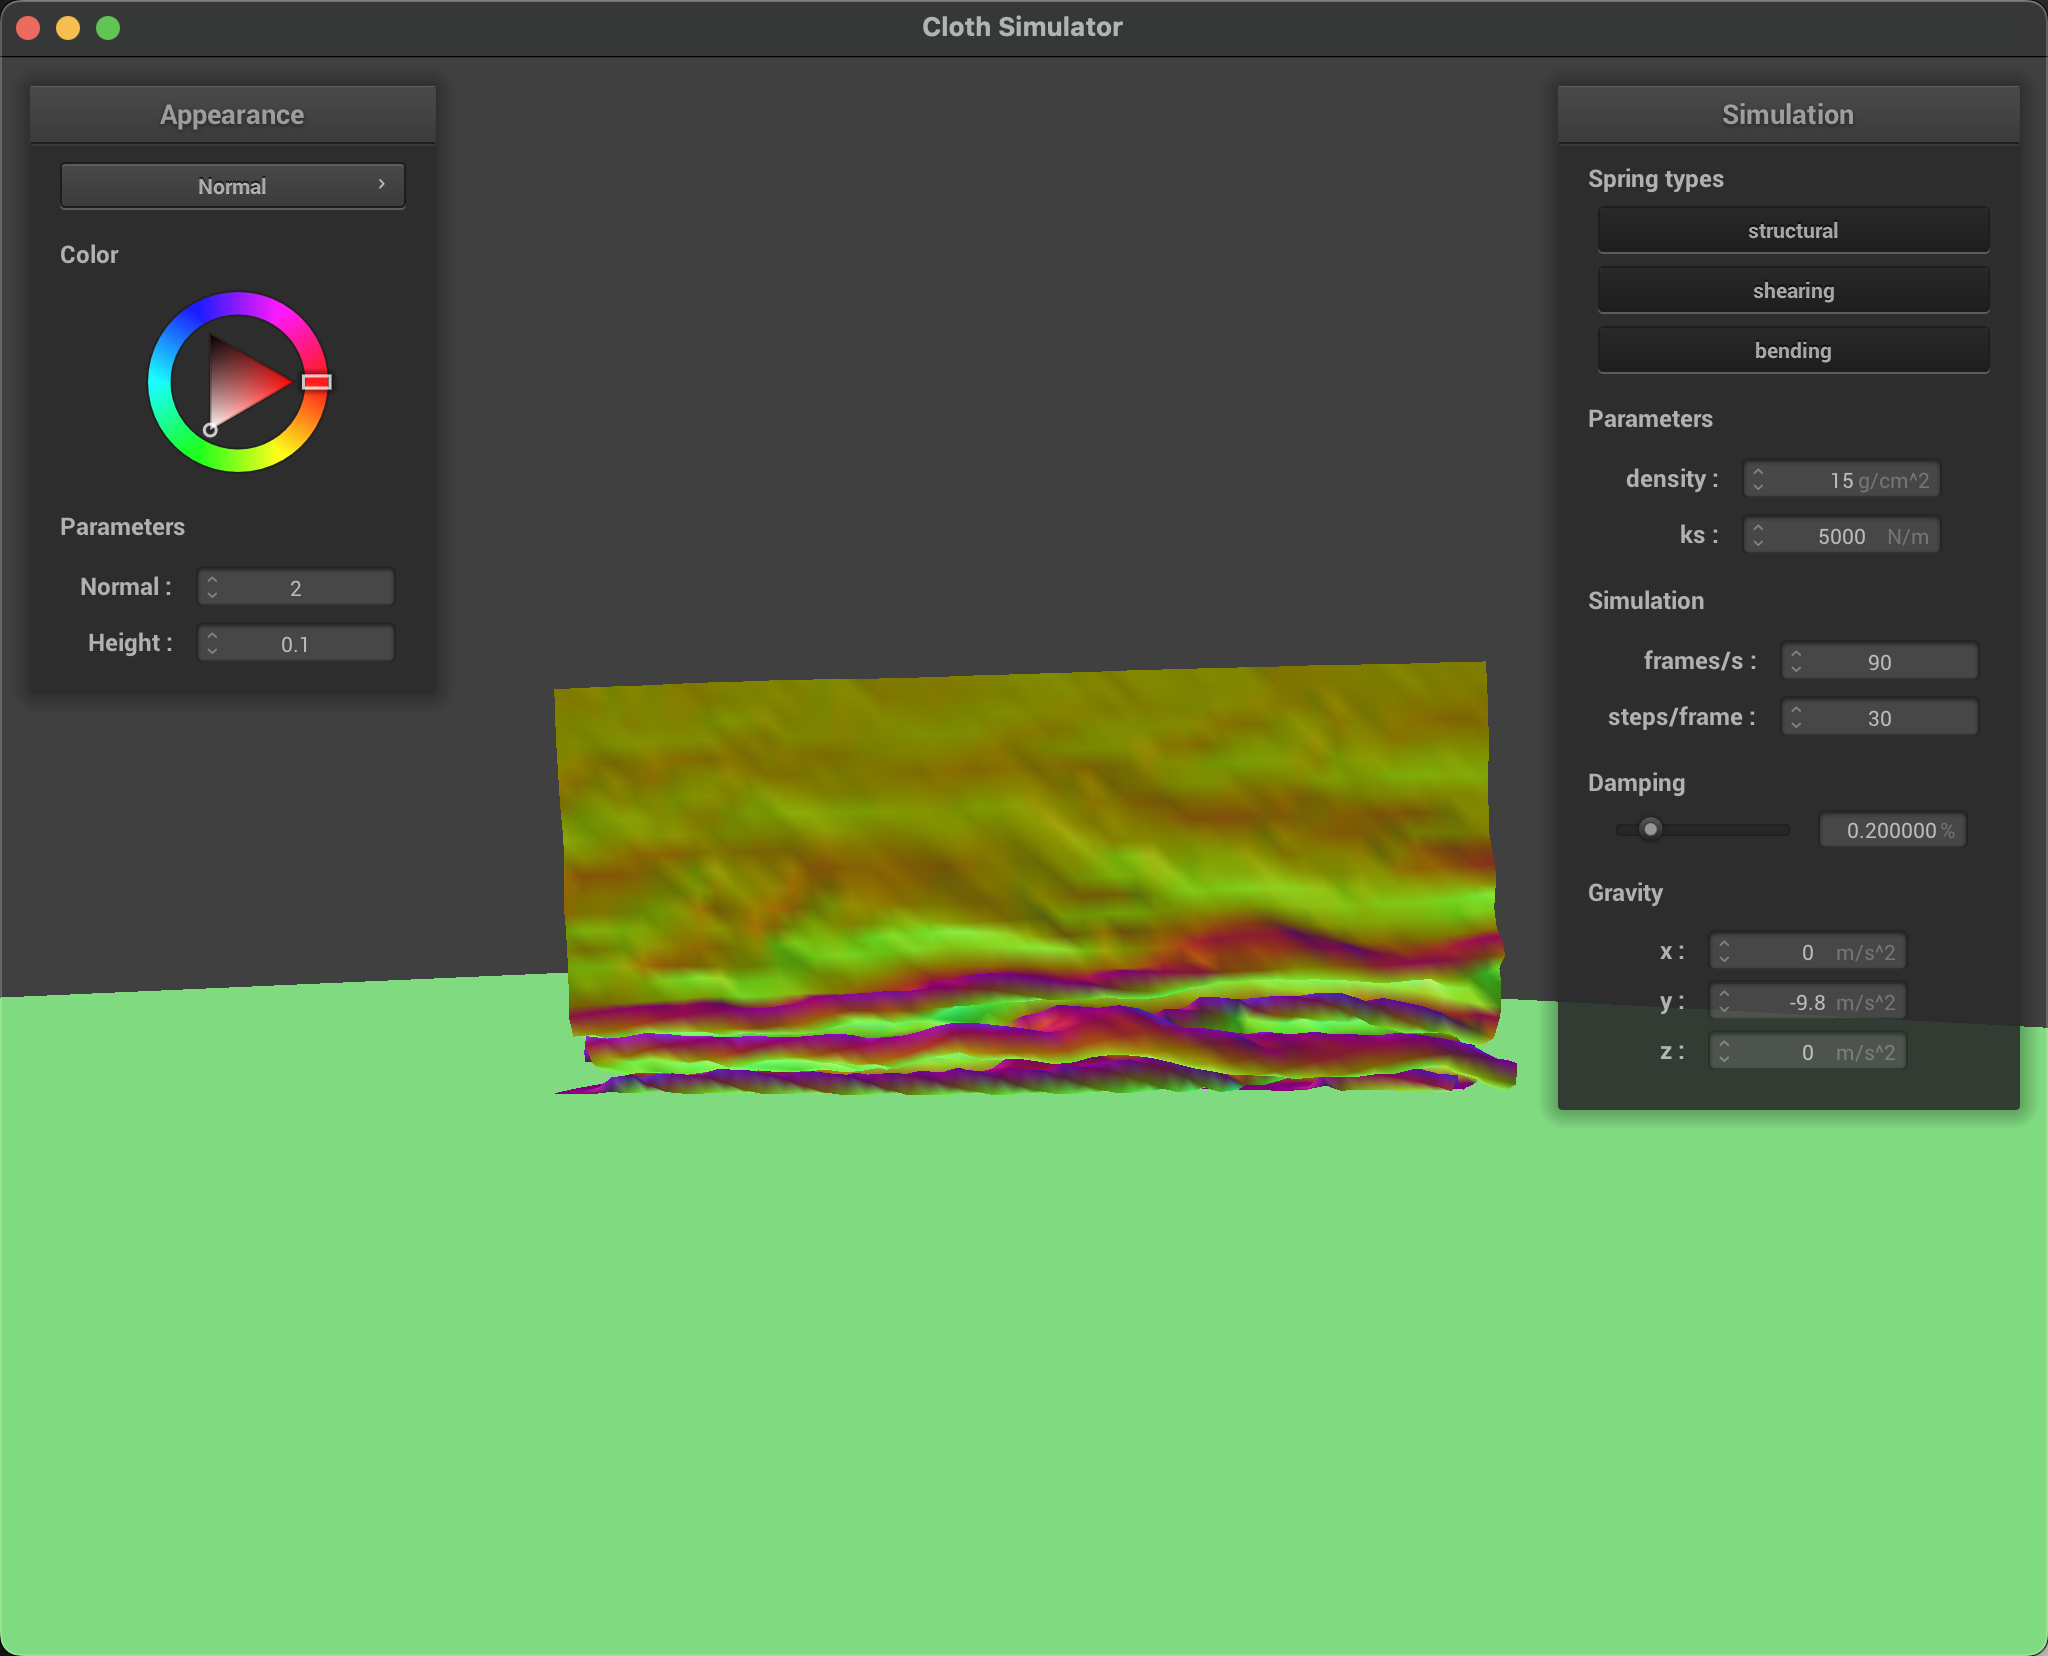 Cloth Simulator
Appearance
Normal
Color
Parameters
Normal : 2
Height : 0.1
Simulation
Spring types
structural
shearing
bending
Parameters
density : 15 g/cm^2
ks : 5000 N/m
Simulation
frames/s : 90
steps/frame : 30
Damping
0.200000 %
Gravity
x : 0 m/s^2
y : -9.8 m/s^2
z : 0 m/s^2